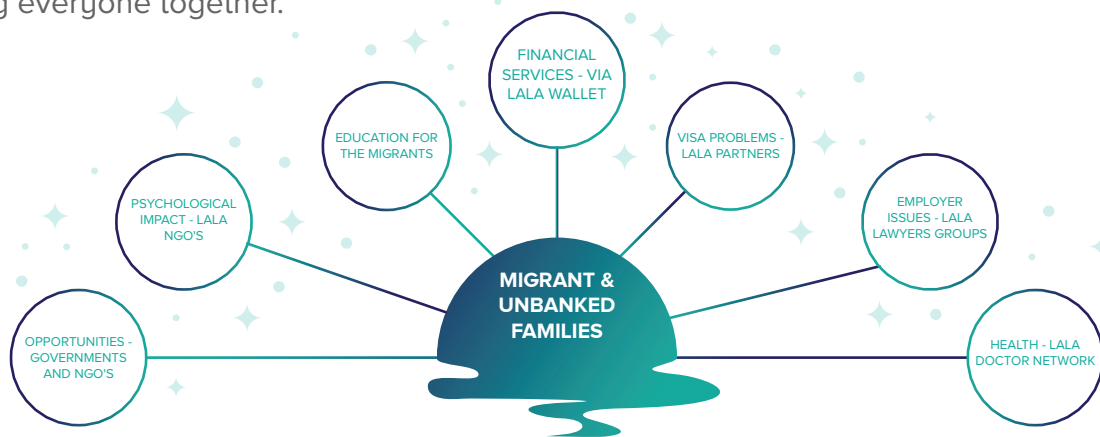 g everyone together.
FINANCIAL
SERVICES - VIA
LALA WALLET
EDUCATION FOR
THE MIGRANTS
VISA PROBLEMS -
LALA PARTNERS
PSYCHOLOGICAL
IMPACT - LALA
NGO'S
EMPLOYER
ISSUES - LALA
LAWYERS GROUPS
MIGRANT &
UNBANKED
FAMILIES
OPPORTUNITIES -
GOVERNMENTS
AND NGO'S
HEALTH - LALA
DOCTOR NETWORK